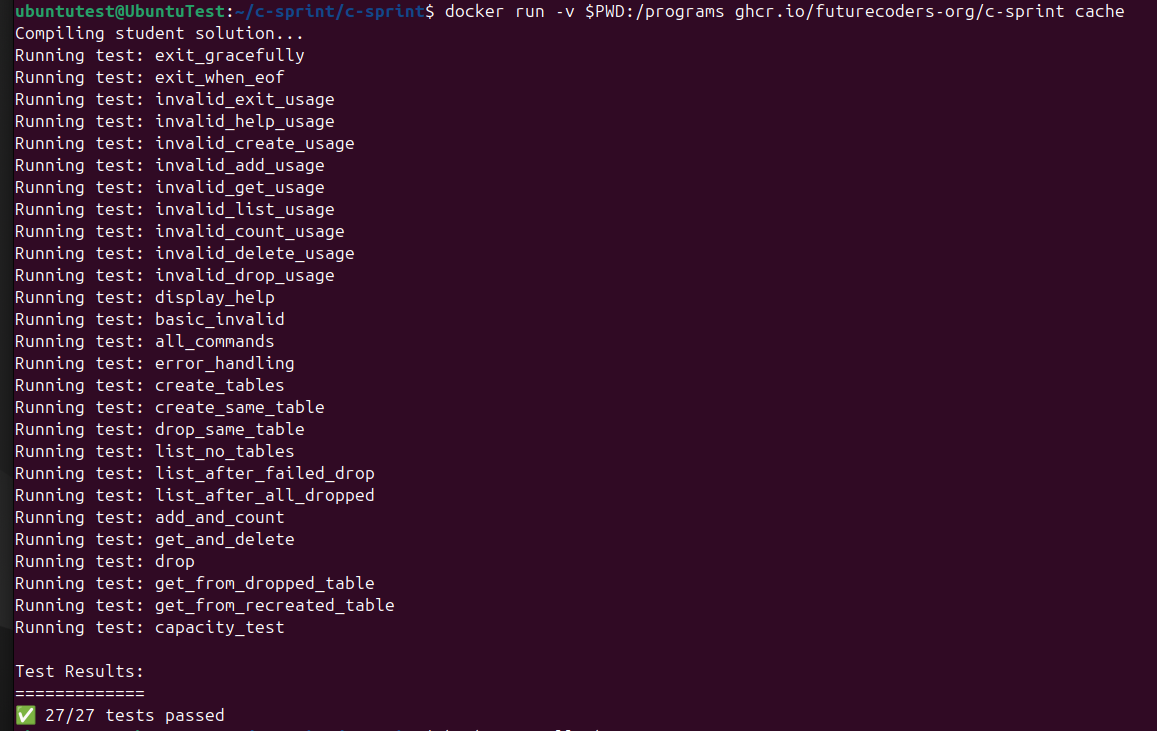 ubuntutest@UbuntuTest:~/c-sprint/c-sprint$ docker run -v $PWD:/programs ghcr.io/futurecoders-org/c-sprint cache
Compiling student solution...
Running test: exit_gracefully
Running test: exit_when_eof
Running test: invalid_exit_usage
Running test: invalid_help_usage
Running test: invalid_create_usage
Running test: invalid_add_usage
Running test: invalid_get_usage
Running test: invalid_list_usage
Running test: invalid_count_usage
Running test: invalid_delete_usage
Running test: invalid_drop_usage
Running test: display_help
Running test: basic_invalid
Running test: all_commands
Running test: error_handling
Running test: create_tables
Running test: create_same_table
Running test: drop_same_table
Running test: list_no_tables
Running test: list_after_failed_drop
Running test: list_after_all_dropped
Running test: add_and_count
Running test: get_and_delete
Running test: drop
Running test: get_from_dropped_table
Running test: get_from_recreated_table
Running test: capacity_test
Test Results:
=============
✅ 27/27 tests passed